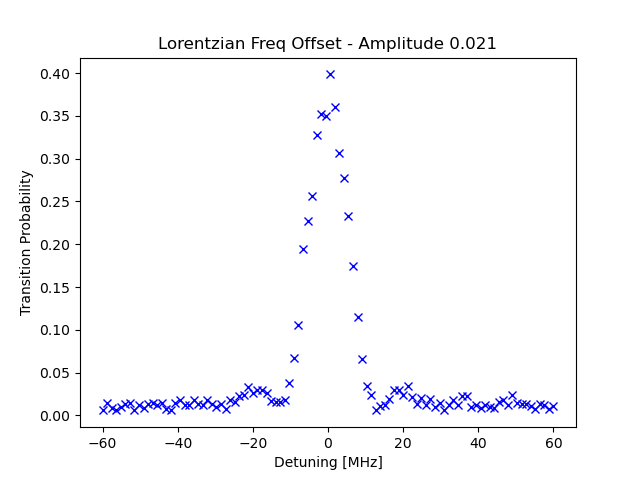 Lorentzian Freq Offset - Amplitude 0.021
Transition Probability
0.40
0.35
0.30
0.25
0.20
0.15
0.10
0.05
0.00
−60 −40 −20 0 20 40 60
Detuning [MHz]